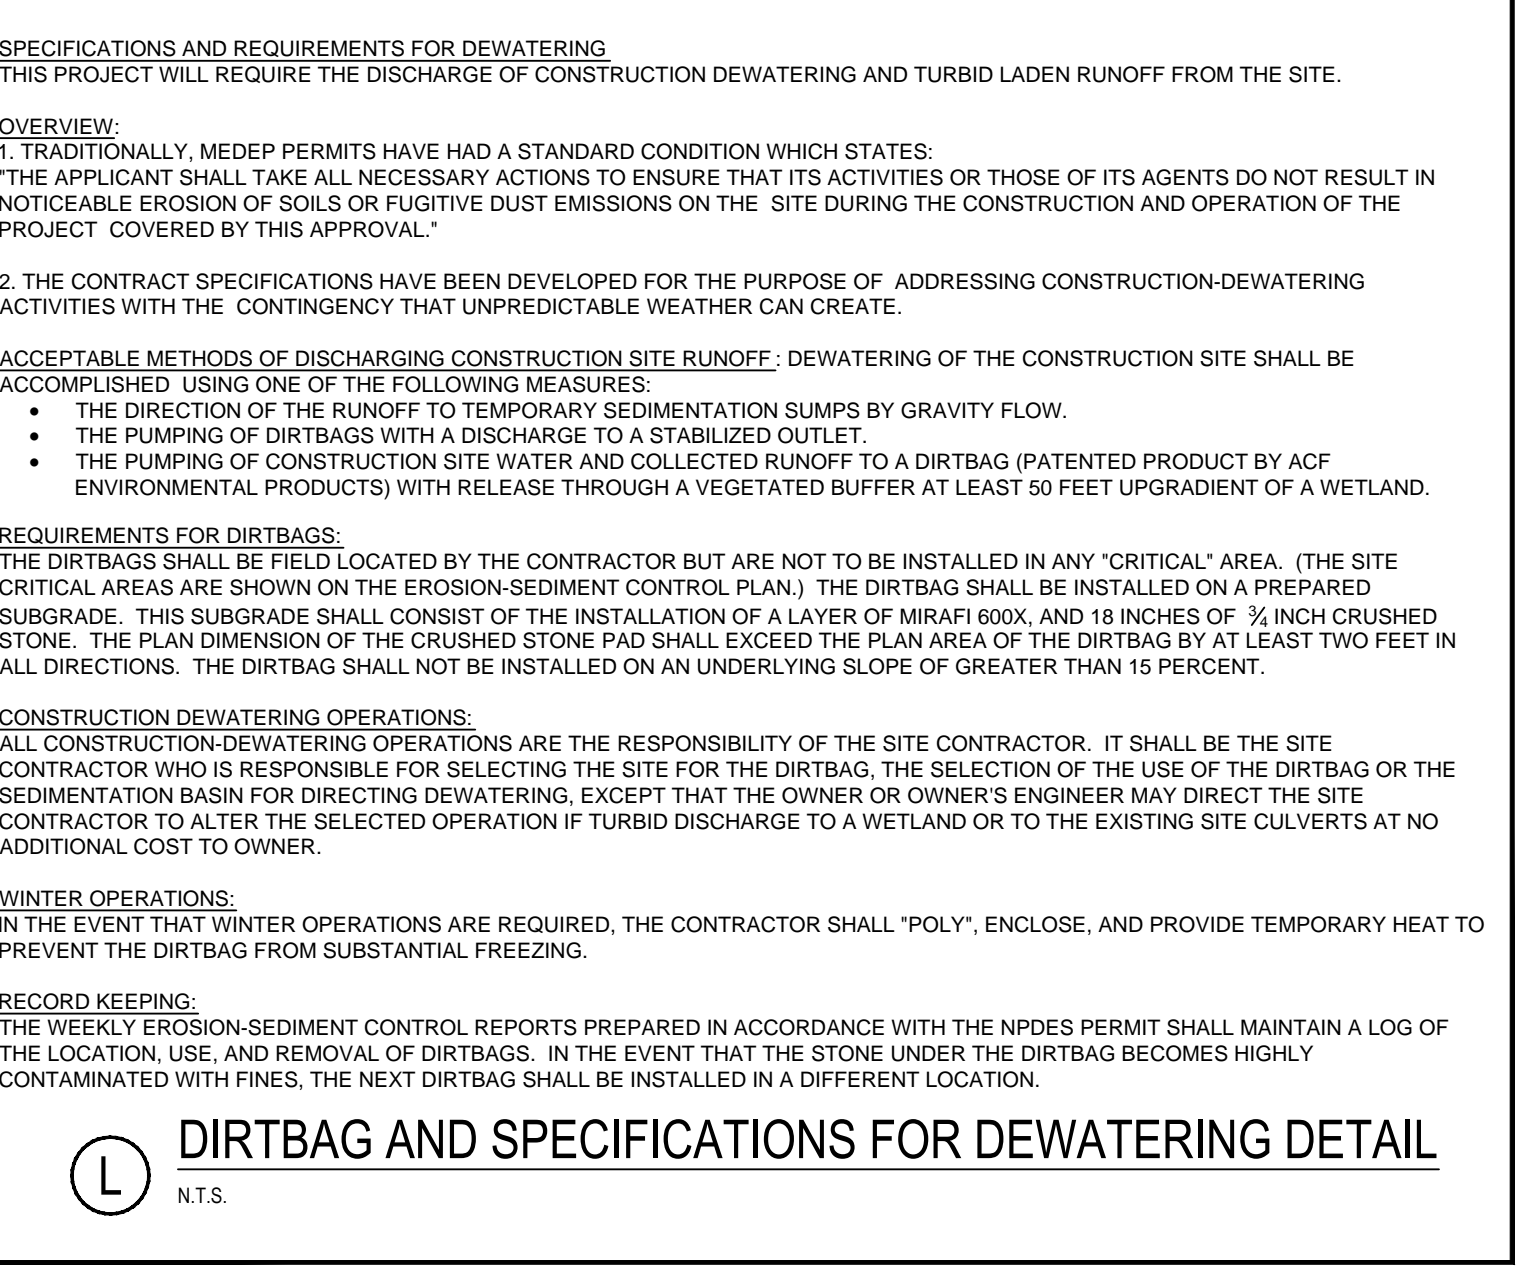 SPECIFICATIONS AND REQUIREMENTS FOR DEWATERING
THIS PROJECT WILL REQUIRE THE DISCHARGE OF CONSTRUCTION DEWATERING AND TURBID LADEN RUNOFF FROM THE SITE.
OVERVIEW:
1. TRADITIONALLY, MEDEP PERMITS HAVE HAD A STANDARD CONDITION WHICH STATES:
"THE APPLICANT SHALL TAKE ALL NECESSARY ACTIONS TO ENSURE THAT ITS ACTIVITIES OR THOSE OF ITS AGENTS DO NOT RESULT IN
NOTICEABLE EROSION OF SOILS OR FUGITIVE DUST EMISSIONS ON THE SITE DURING THE CONSTRUCTION AND OPERATION OF THE
PROJECT COVERED BY THIS APPROVAL."
2. THE CONTRACT SPECIFICATIONS HAVE BEEN DEVELOPED FOR THE PURPOSE OF ADDRESSING CONSTRUCTION-DEWATERING
ACTIVITIES WITH THE CONTINGENCY THAT UNPREDICTABLE WEATHER CAN CREATE.
ACCEPTABLE METHODS OF DISCHARGING CONSTRUCTION SITE RUNOFF: DEWATERING OF THE CONSTRUCTION SITE SHALL BE
ACCOMPLISHED USING ONE OF THE FOLLOWING MEASURES:
• THE DIRECTION OF THE RUNOFF TO TEMPORARY SEDIMENTATION SUMPS BY GRAVITY FLOW.
• THE PUMPING OF DIRTBAGS WITH A DISCHARGE TO A STABILIZED OUTLET.
• THE PUMPING OF CONSTRUCTION SITE WATER AND COLLECTED RUNOFF TO A DIRTBAG (PATENTED PRODUCT BY ACF
ENVIRONMENTAL PRODUCTS) WITH RELEASE THROUGH A VEGETATED BUFFER AT LEAST 50 FEET UPGRADIENT OF A WETLAND.
REQUIREMENTS FOR DIRTBAGS:
THE DIRTBAGS SHALL BE FIELD LOCATED BY THE CONTRACTOR BUT ARE NOT TO BE INSTALLED IN ANY "CRITICAL" AREA. (THE SITE
CRITICAL AREAS ARE SHOWN ON THE EROSION-SEDIMENT CONTROL PLAN.) THE DIRTBAG SHALL BE INSTALLED ON A PREPARED
SUBGRADE. THIS SUBGRADE SHALL CONSIST OF THE INSTALLATION OF A LAYER OF MIRAFI 600X, AND 18 INCHES OF ¾ INCH CRUSHED
STONE. THE PLAN DIMENSION OF THE CRUSHED STONE PAD SHALL EXCEED THE PLAN AREA OF THE DIRTBAG BY AT LEAST TWO FEET IN
ALL DIRECTIONS. THE DIRTBAG SHALL NOT BE INSTALLED ON AN UNDERLYING SLOPE OF GREATER THAN 15 PERCENT.
CONSTRUCTION DEWATERING OPERATIONS:
ALL CONSTRUCTION-DEWATERING OPERATIONS ARE THE RESPONSIBILITY OF THE SITE CONTRACTOR. IT SHALL BE THE SITE
CONTRACTOR WHO IS RESPONSIBLE FOR SELECTING THE SITE FOR THE DIRTBAG, THE SELECTION OF THE USE OF THE DIRTBAG OR THE
SEDIMENTATION BASIN FOR DIRECTING DEWATERING, EXCEPT THAT THE OWNER OR OWNER'S ENGINEER MAY DIRECT THE SITE
CONTRACTOR TO ALTER THE SELECTED OPERATION IF TURBID DISCHARGE TO A WETLAND OR TO THE EXISTING SITE CULVERTS AT NO
ADDITIONAL COST TO OWNER.
WINTER OPERATIONS:
IN THE EVENT THAT WINTER OPERATIONS ARE REQUIRED, THE CONTRACTOR SHALL "POLY", ENCLOSE, AND PROVIDE TEMPORARY HEAT TO
PREVENT THE DIRTBAG FROM SUBSTANTIAL FREEZING.
RECORD KEEPING:
THE WEEKLY EROSION-SEDIMENT CONTROL REPORTS PREPARED IN ACCORDANCE WITH THE NPDES PERMIT SHALL MAINTAIN A LOG OF
THE LOCATION, USE, AND REMOVAL OF DIRTBAGS. IN THE EVENT THAT THE STONE UNDER THE DIRTBAG BECOMES HIGHLY
CONTAMINATED WITH FINES, THE NEXT DIRTBAG SHALL BE INSTALLED IN A DIFFERENT LOCATION.
L
DIRTBAG AND SPECIFICATIONS FOR DEWATERING DETAIL
N.T.S.